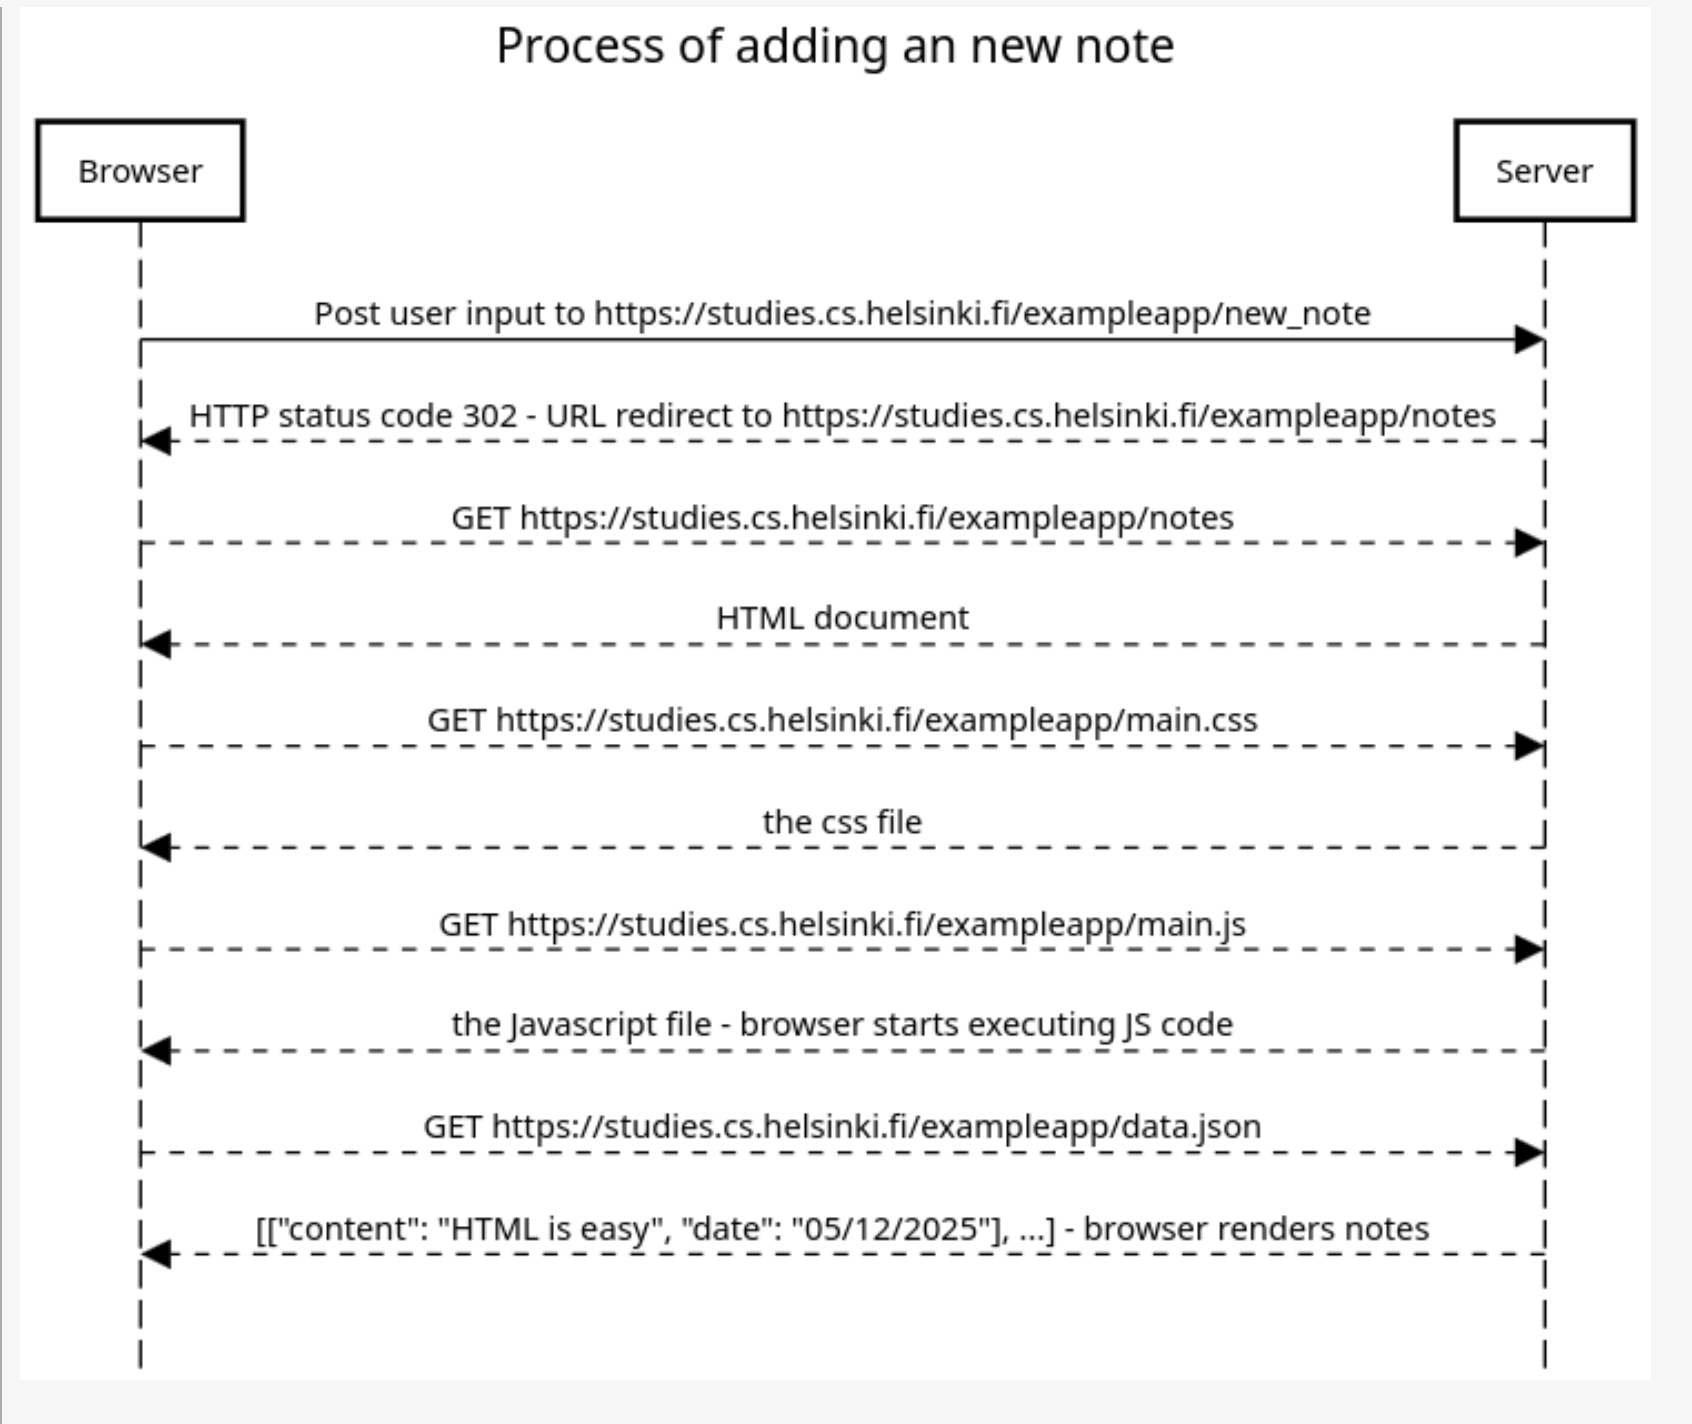 Process of adding an new note
Browser
Server
Post user input to https://studies.cs.helsinki.fi/exampleapp/new_note
HTTP status code 302 - URL redirect to https://studies.cs.helsinki.fi/exampleapp/notes
GET https://studies.cs.helsinki.fi/exampleapp/notes
HTML document
GET https://studies.cs.helsinki.fi/exampleapp/main.css
the css file
GET https://studies.cs.helsinki.fi/exampleapp/main.js
the Javascript file - browser starts executing JS code
GET https://studies.cs.helsinki.fi/exampleapp/data.json
[["content": "HTML is easy", "date": "05/12/2025"], ...] - browser renders notes